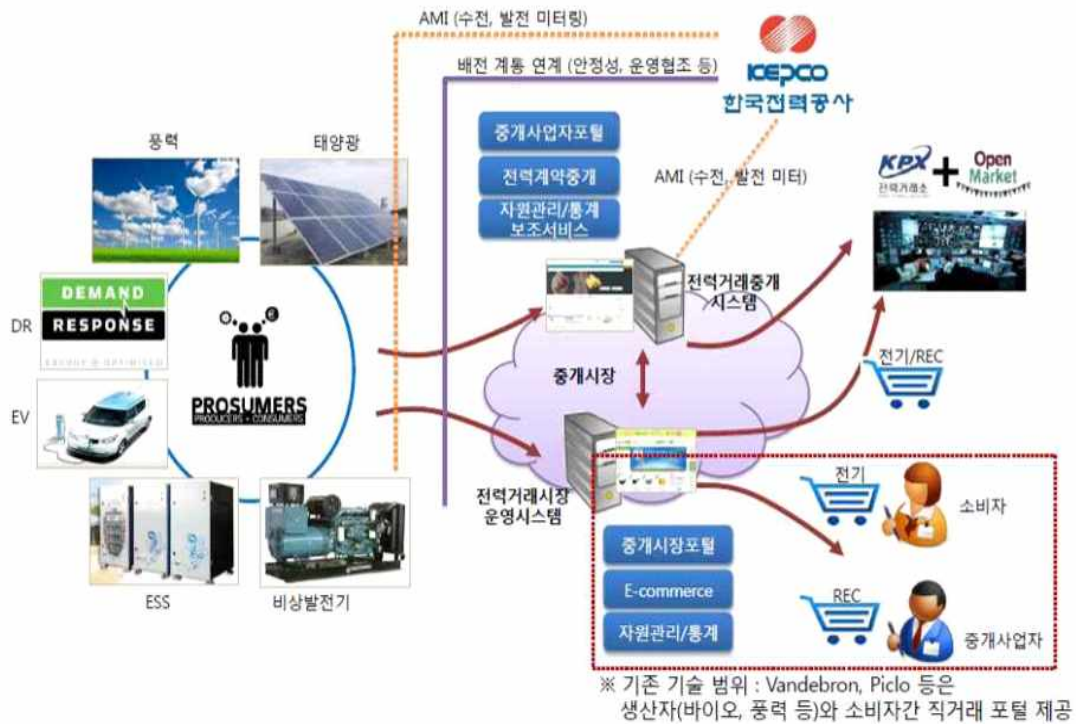 AMI (수전, 발전 미터링)
배전 계통 연계 (안정성, 운영협조 등)
KEPCO
한국전력공사
중개사업자포털
전력계약중개
자원관리/통계
보조서비스
AMI (수전, 발전 미터)
KPX
전력거래소
+
Open
Market
풍력
태양광
DR
DEMAND
RESPONSE
EV
PROSUMERS
PRODUCERS + CONSUMERS
ESS
비상발전기
전력거래중개
시스템
중개시장
전기/REC
전력거래시장
운영시스템
중개시장포털
E-commerce
자원관리/통계
전기
소비자
REC
중개사업자
※ 기존 기술 범위 : Vandebron, Piclo 등은
생산자(바이오, 풍력 등)와 소비자간 직거래 포털 제공